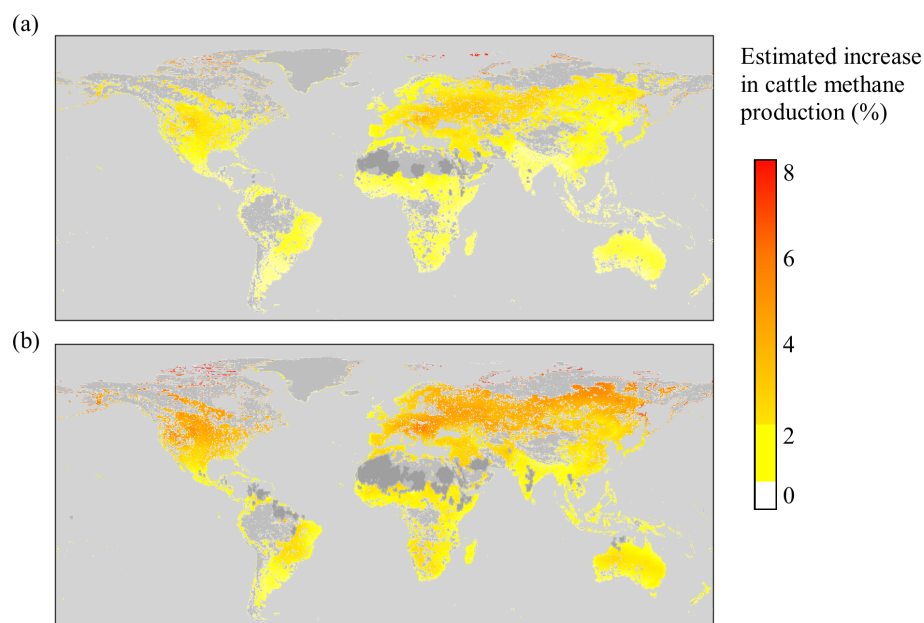 (a)
Estimated increase
in cattle methane
production (%)
8
6
4
2
0
(b)